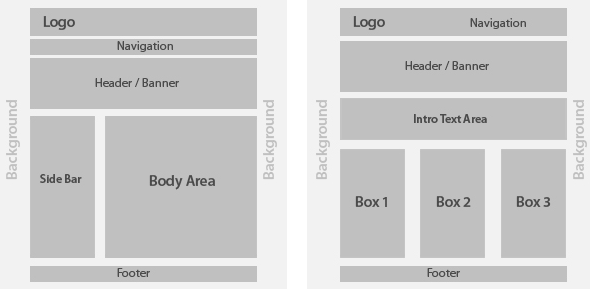 Logo
Navigation
Header / Banner
Background
Side Bar
Body Area
Background
Footer
Logo
Navigation
Header / Banner
Intro Text Area
Background
Box 1
Box 2
Box 3
Background
Footer